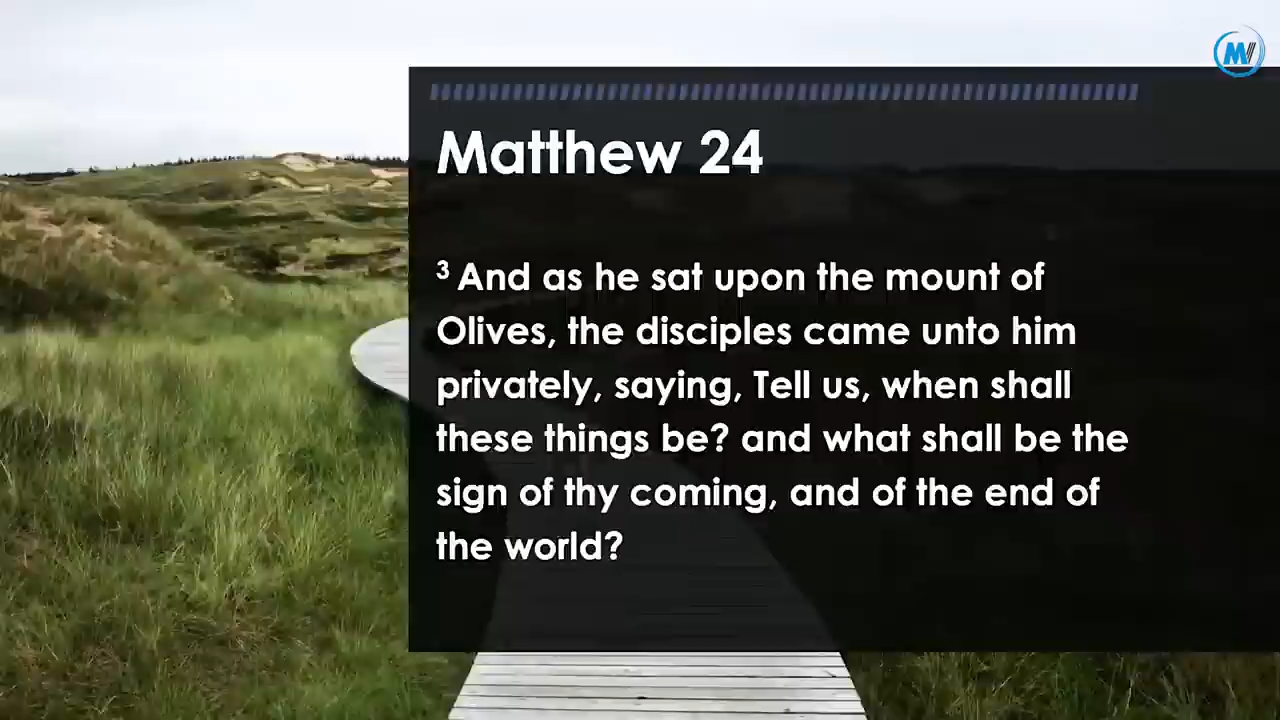 MV
Matthew 24
³ And as he sat upon the mount of
Olives, the disciples came unto him
privately, saying, Tell us, when shall
these things be? and what shall be the
sign of thy coming, and of the end of
the world?